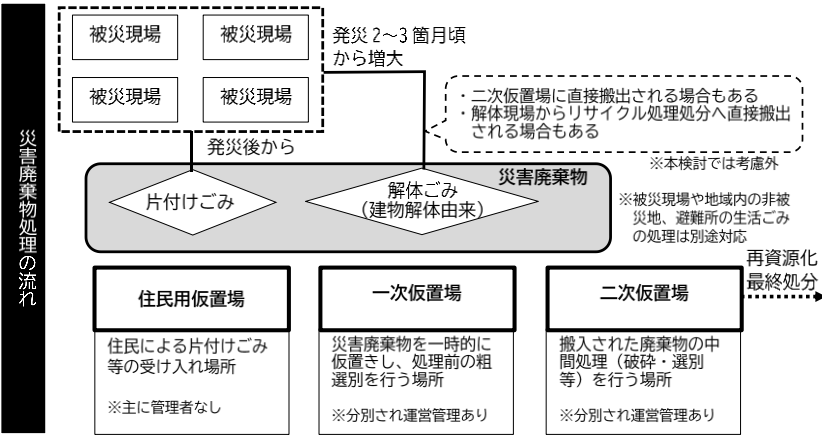 災害廃棄物処理の流れ
被災現場
被災現場
被災現場
被災現場
発災2~3箇月頃
から増大
・二次仮置場に直接搬出される場合もある
・解体現場からリサイクル処理処分へ直接搬出
される場合もある
※本検討では考慮外
発災後から
災害廃棄物
片付けごみ
解体ごみ
(建物解体由来)
※被災現場や地域内の非被
災地、避難所の生活ごみ
の処理は別途対応
再資源化
最終処分
住民用仮置場
住民による片付けごみ
等の受け入れ場所
※主に管理者なし
一次仮置場
災害廃棄物を一時的に
仮置きし、処理前の粗
選別を行う場所
※分別され運営管理あり
二次仮置場
搬入された廃棄物の中
間処理(破砕・選別
等)を行う場所
※分別され運営管理あり